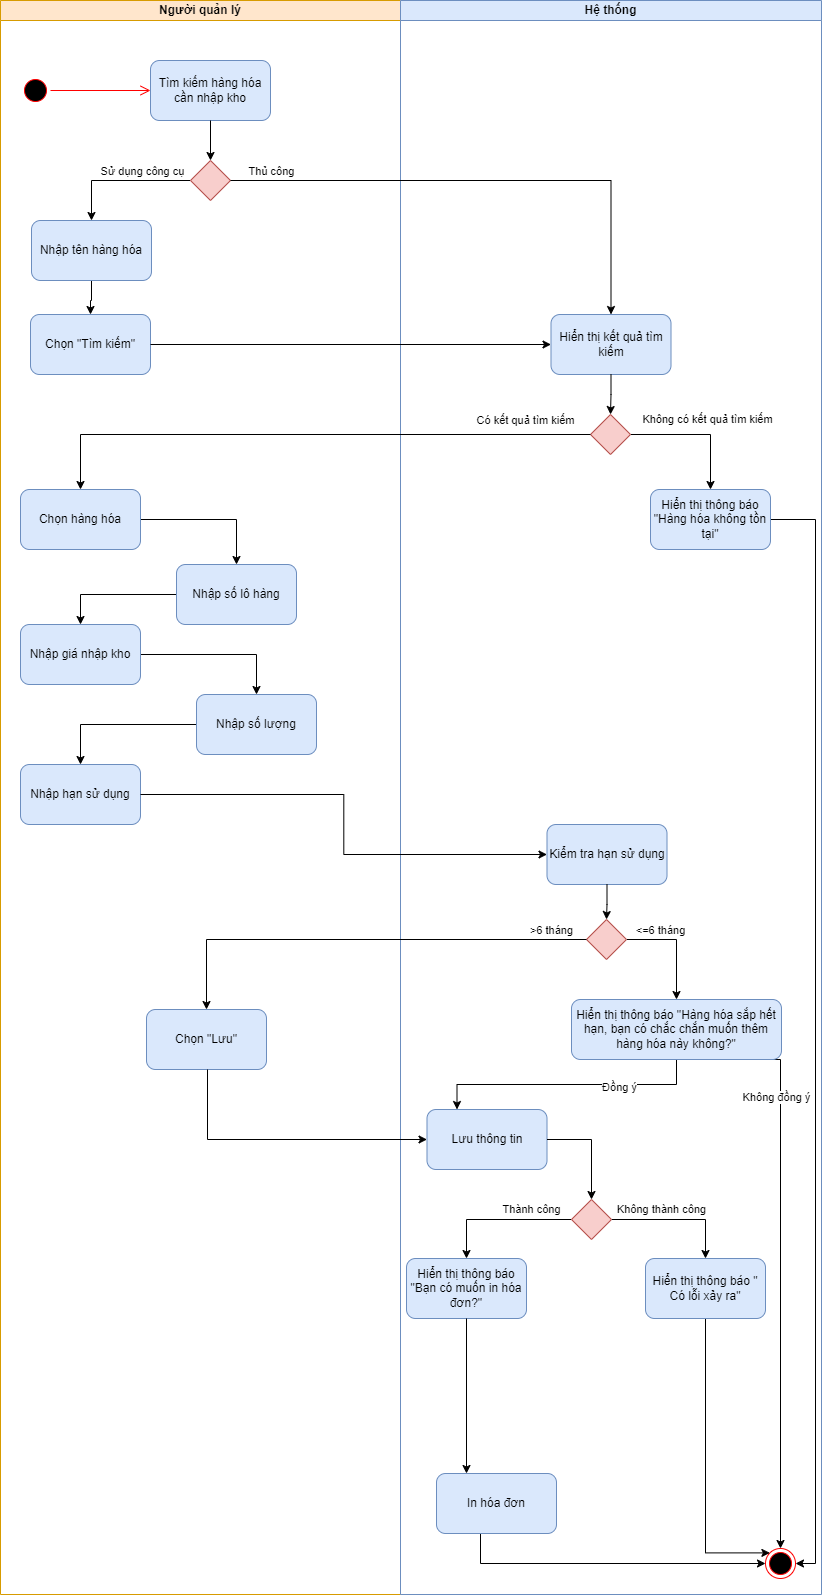 Người quản lý
Hệ thống
Tìm kiếm hàng hóa
cần nhập kho
Sử dụng công cụ
Thủ công
Nhập tên hàng hóa
Chọn "Tìm kiếm"
Hiển thị kết quả tìm
kiếm
Có kết quả tìm kiếm
Không có kết quả tìm kiếm
Chọn hàng hóa
Hiển thị thông báo
"Hàng hóa không tồn
tại"
Nhập số lô hàng
Nhập giá nhập kho
Nhập số lượng
Nhập hạn sử dụng
Kiểm tra hạn sử dụng
>6 tháng
<=6 tháng
Chọn "Lưu"
Hiển thị thông báo "Hàng hóa sắp hết
hạn, bạn có chắc chắn muốn thêm
hàng hóa này không?"
Đồng ý
Không đồng ý
Lưu thông tin
Thành công
Không thành công
Hiển thị thông báo
"Bạn có muốn in hóa
đơn?"
Hiển thị thông báo "
Có lỗi xảy ra"
In hóa đơn